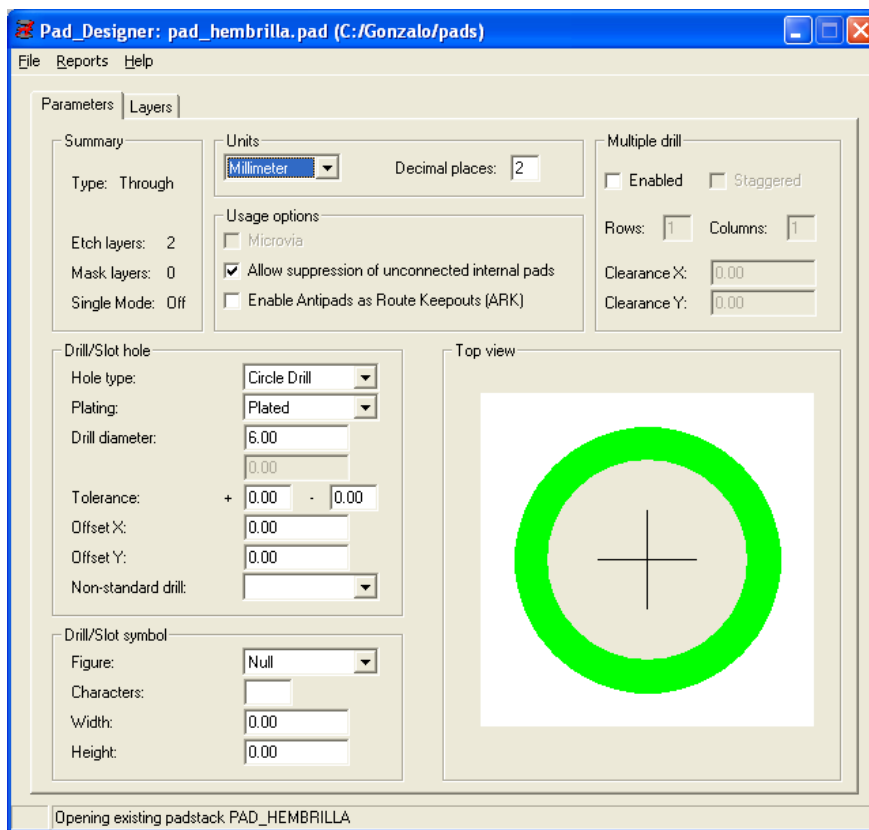 Pad_Designer: pad_hembrilla.pad (C:/Gonzalo/pads)
File Reports Help
Parameters Layers
Summary
Type: Through
Etch layers: 2
Mask layers: 0
Single Mode: Off
Units
Millimeter Decimal places: 2
Usage options
Microvia
Allow suppression of unconnected internal pads
Enable Antipads as Route Keepouts (ARK)
Multiple drill
Enabled Staggered
Rows: 1 Columns: 1
Clearance X: 0.00
Clearance Y: 0.00
Drill/Slot hole
Hole type: Circle Drill
Plating: Plated
Drill diameter: 6.00
0.00
Tolerance: + 0.00 - 0.00
Offset X: 0.00
Offset Y: 0.00
Non-standard drill:
Drill/Slot symbol
Figure: Null
Characters:
Width: 0.00
Height: 0.00
Top view
Opening existing padstack PAD_HEMBRILLA